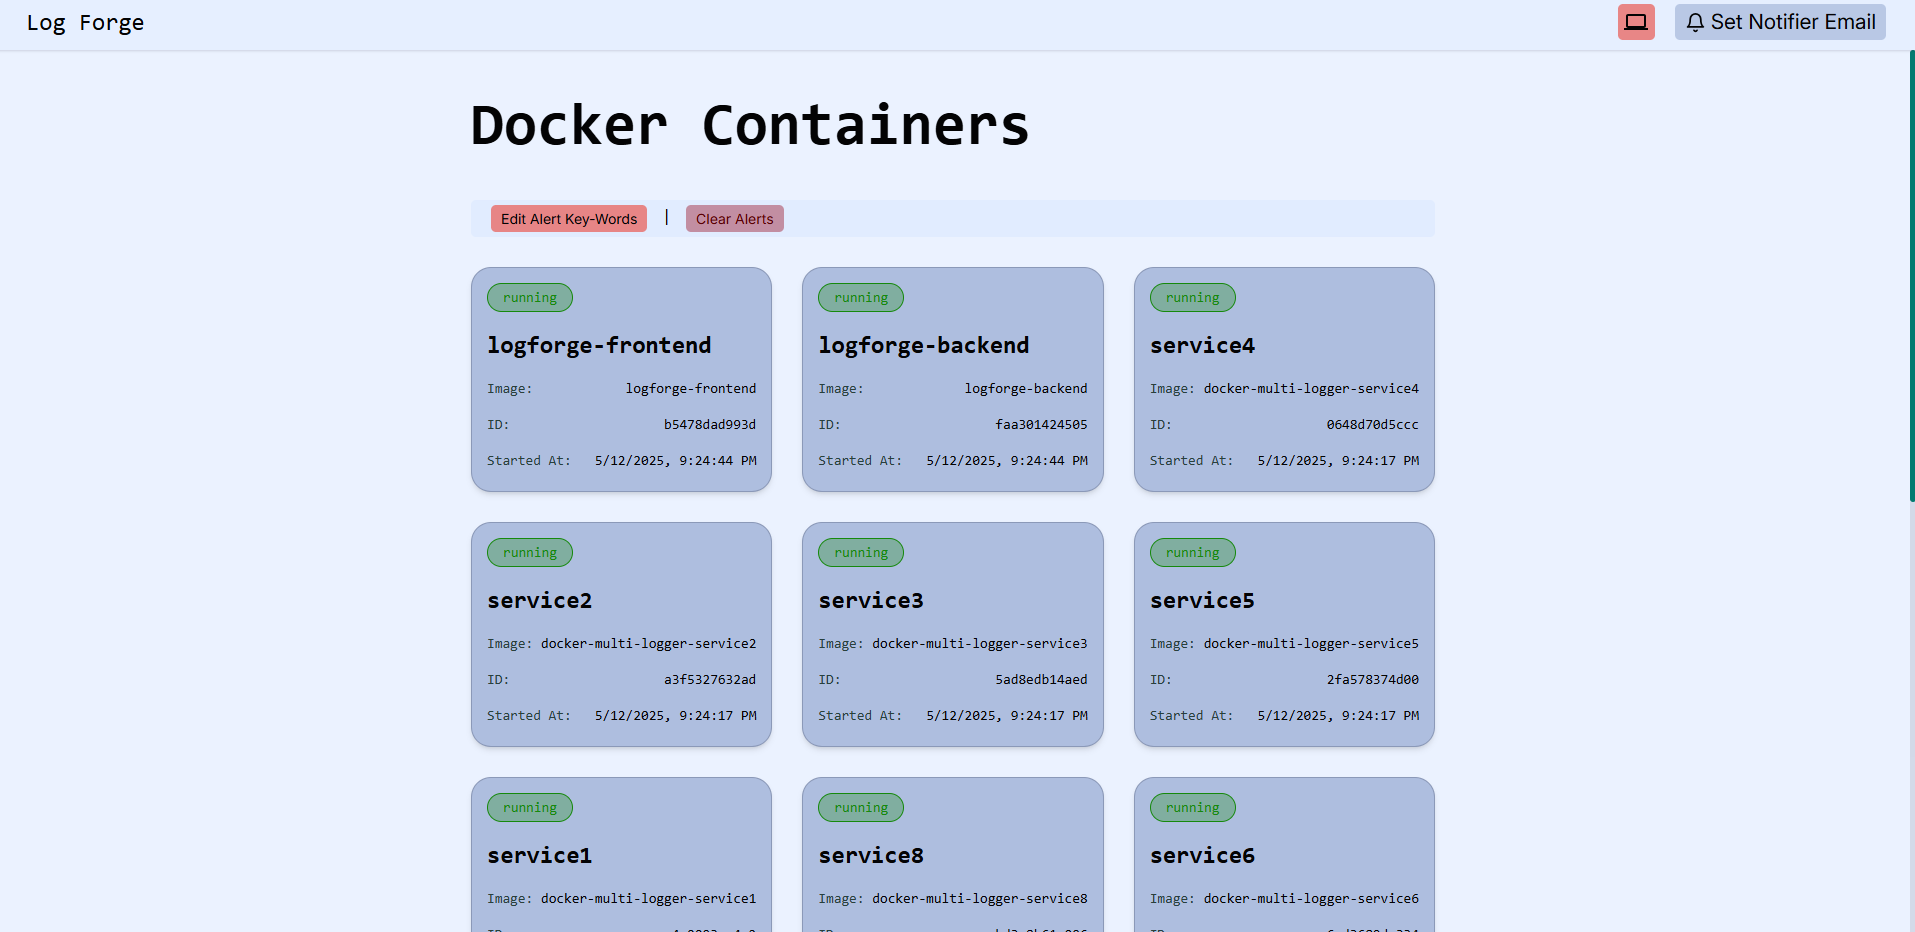 Log Forge
Set Notifier Email
Docker Containers
Edit Alert Key-Words | Clear Alerts
running running running
logforge-frontend logforge-backend service4
Image: logforge-frontend Image: logforge-backend Image: docker-multi-logger-service4
ID: b5478dad993d ID: faa301424505 ID: 0648d70d5ccc
Started At: 5/12/2025, 9:24:44 PM Started At: 5/12/2025, 9:24:44 PM Started At: 5/12/2025, 9:24:17 PM
running running running
service2 service3 service5
Image: docker-multi-logger-service2 Image: docker-multi-logger-service3 Image: docker-multi-logger-service5
ID: a3f5327632ad ID: 5ad8edb14aed ID: 2fa578374d00
Started At: 5/12/2025, 9:24:17 PM Started At: 5/12/2025, 9:24:17 PM Started At: 5/12/2025, 9:24:17 PM
running running running
service1 service8 service6
Image: docker-multi-logger-service1 Image: docker-multi-logger-service8 Image: docker-multi-logger-service6